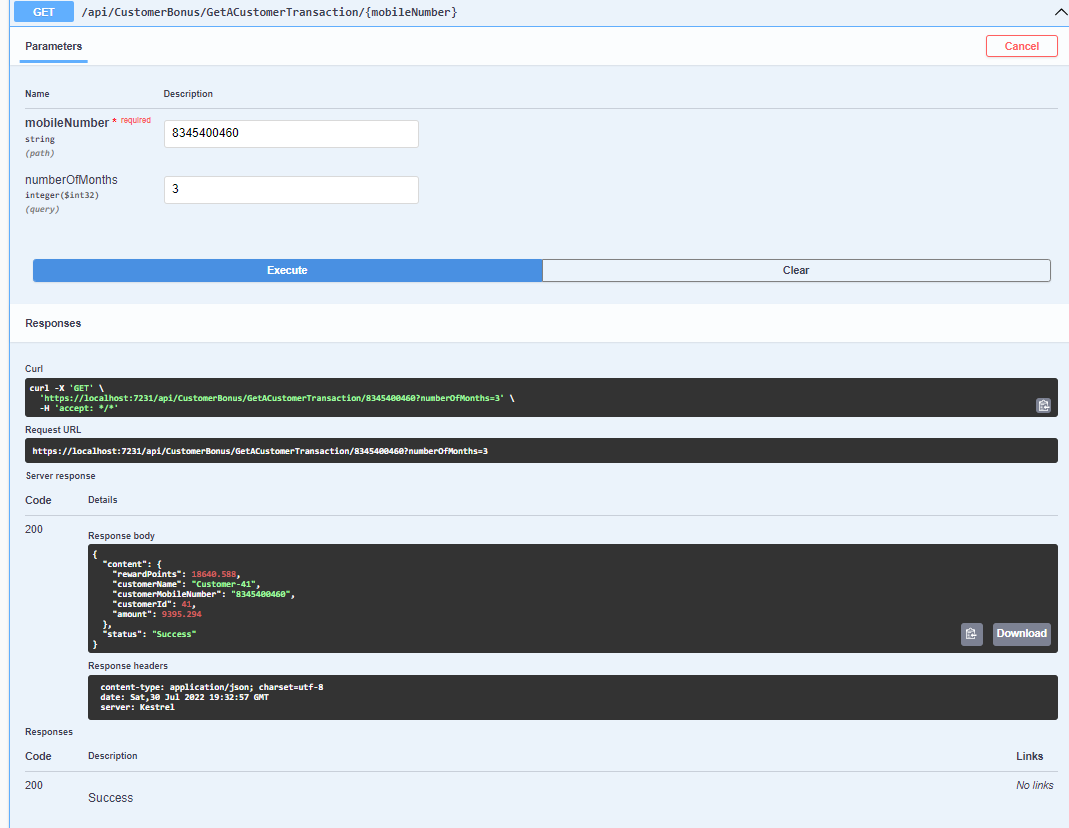 GET /api/CustomerBonus/GetACustomerTransaction/{mobileNumber}
Parameters
Cancel
Name Description
mobileNumber * required
string
(path)
8345400460
numberOfMonths
integer($int32)
(query)
3
Execute Clear
Responses
Curl
curl -X 'GET' \
'https://localhost:7231/api/CustomerBonus/GetACustomerTransaction/8345400460?numberOfMonths=3' \
-H 'accept: */*'
Request URL
https://localhost:7231/api/CustomerBonus/GetACustomerTransaction/8345400460?numberOfMonths=3
Server response
Code Details
200
Response body
{
"content": {
"rewardPoints": 18640.588,
"customerName": "Customer-41",
"customerMobileNumber": "8345400460",
"customerId": 41,
"amount": 9395.294
},
"status": "Success"
}
Download
Response headers
content-type: application/json; charset=utf-8
date: Sat,30 Jul 2022 19:32:57 GMT
server: Kestrel
Responses
Code Description Links
200
Success
No links